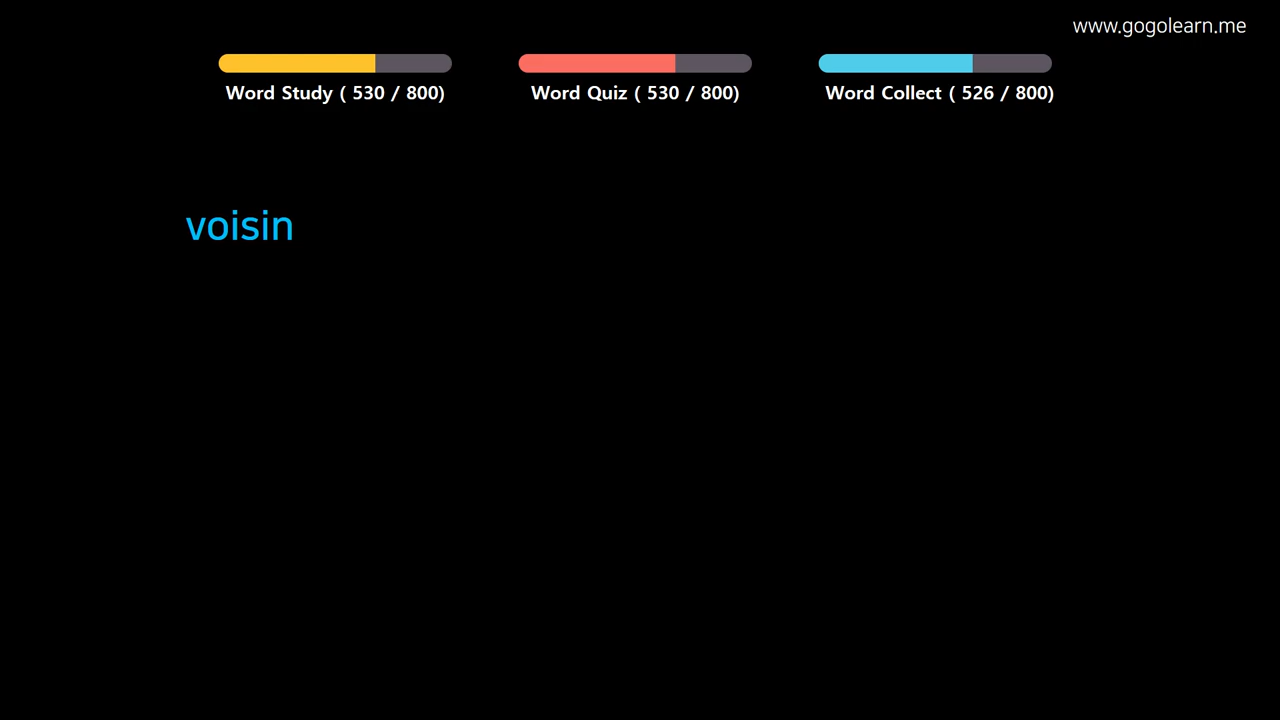 www.gogolearn.me
Word Study ( 530 / 800)
Word Quiz ( 530 / 800)
Word Collect ( 526 / 800)
voisin